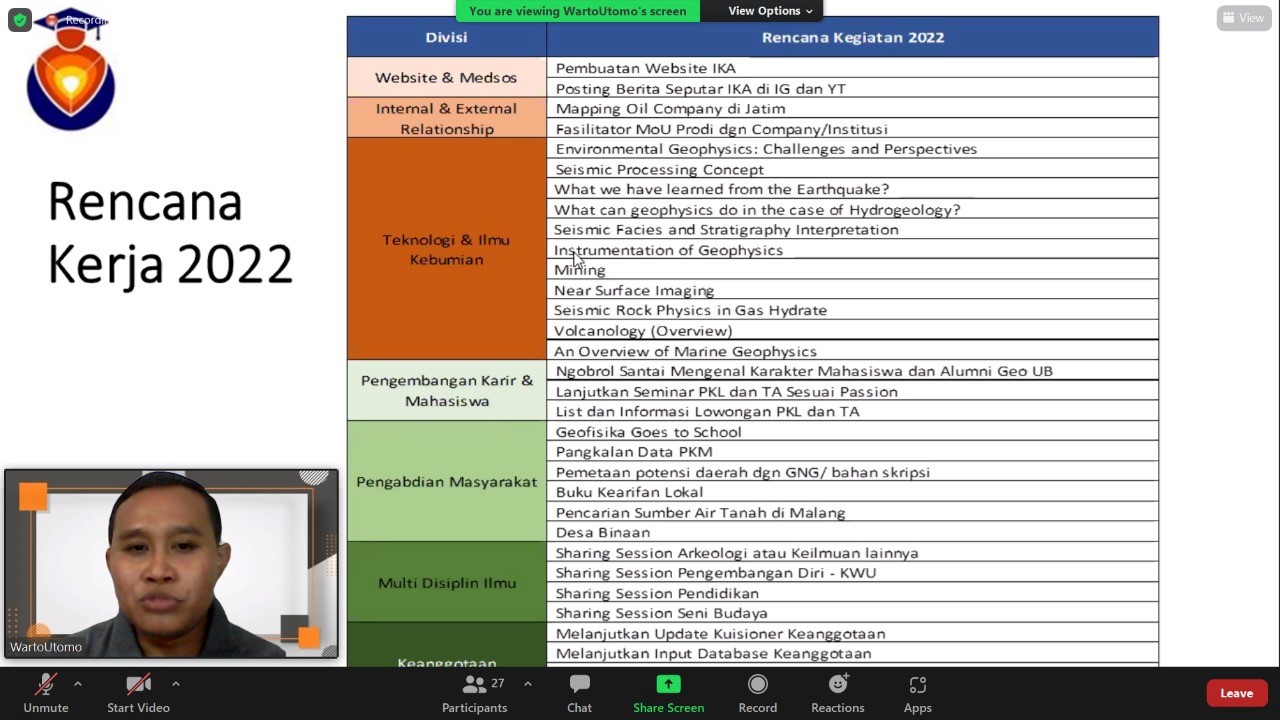 Recordin
You are viewing WartoUtomo's screen
View Options
View
Rencana
Kerja 2022
Divisi
Rencana Kegiatan 2022
Website & Medsos
Pembuatan Website IKA
Posting Berita Seputar IKA di IG dan YT
Internal & External
Relationship
Mapping Oil Company di Jatim
Fasilitator MoU Prodi dgn Company/Institusi
Teknologi & Ilmu
Kebumian
Environmental Geophysics: Challenges and Perspectives
Seismic Processing Concept
What we have learned from the Earthquake?
What can geophysics do in the case of Hydrogeology?
Seismic Facies and Stratigraphy Interpretation
Instrumentation of Geophysics
Mining
Near Surface Imaging
Seismic Rock Physics in Gas Hydrate
Volcanology (Overview)
An Overview of Marine Geophysics
Pengembangan Karir &
Mahasiswa
Ngobrol Santai Mengenal Karakter Mahasiswa dan Alumni Geo UB
Lanjutkan Seminar PKL dan TA Sesuai Passion
List dan Informasi Lowongan PKL dan TA
Pengabdian Masyarakat
Geofisika Goes to School
Pangkalan Data PKM
Pemetaan potensi daerah dgn GNG/ bahan skripsi
Buku Kearifan Lokal
Pencarian Sumber Air Tanah di Malang
Desa Binaan
Multi Disiplin Ilmu
Sharing Session Arkeologi atau Keilmuan lainnya
Sharing Session Pengembangan Diri - KWU
Sharing Session Pendidikan
Sharing Session Seni Budaya
Keanggotaan
Melanjutkan Update Kuisioner Keanggotaan
Melanjutkan Input Database Keanggotaan
WartoUtomo
Unmute
Start Video
27
Participants
Chat
Share Screen
Record
Reactions
Apps
Leave